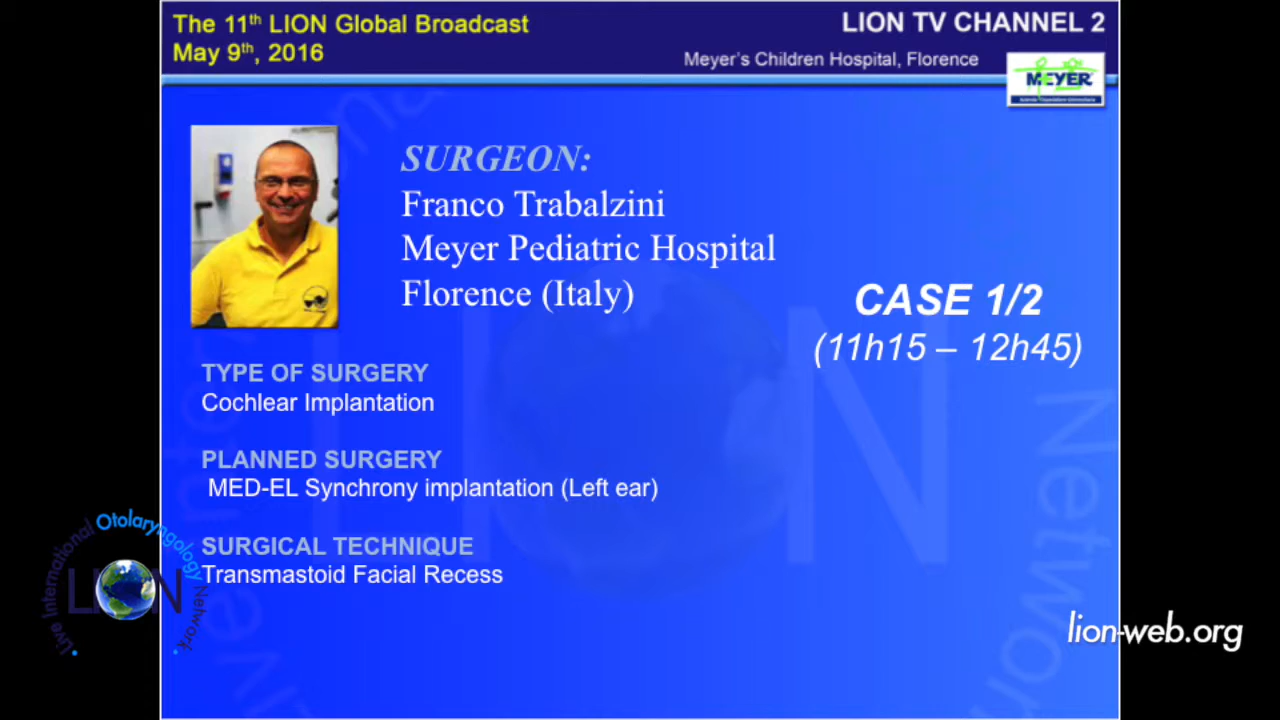 The 11th LION Global Broadcast
May 9th, 2016
LION TV CHANNEL 2
Meyer's Children Hospital, Florence
MEYER
SURGEON:
Franco Trabalzini
Meyer Pediatric Hospital
Florence (Italy)
CASE 1/2
(11h15 – 12h45)
TYPE OF SURGERY
Cochlear Implantation
PLANNED SURGERY
MED-EL Synchrony implantation (Left ear)
SURGICAL TECHNIQUE
Transmastoid Facial Recess
Live International Otolaryngology Network
LION
lion-web.org